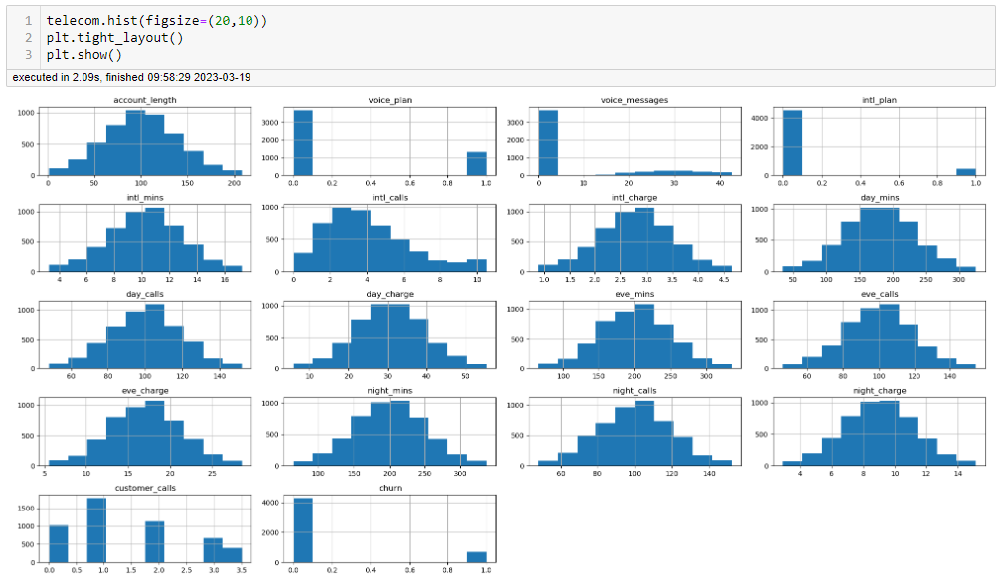 1 telecom.hist(figsize=(20,10))
2 plt.tight_layout()
3 plt.show()
executed in 2.09s, finished 09:58:29 2023-03-19
account_length voice_plan voice_messages intl_plan
1000 500 0
0 50 100 150 200
3000 2000 1000 0
0.0 0.2 0.4 0.6 0.8 1.0
3000 2000 1000 0
0 10 20 30 40
4000 2000 0
0.0 0.2 0.4 0.6 0.8 1.0
intl_mins intl_calls intl_charge day_mins
1000 500 0
4 6 8 10 12 14 16
1000 500 0
0 2 4 6 8 10
1000 500 0
1.0 1.5 2.0 2.5 3.0 3.5 4.0 4.5
1000 500 0
50 100 150 200 250 300
day_calls day_charge eve_mins eve_calls
1000 500 0
60 80 100 120 140
1000 500 0
10 20 30 40 50
1000 500 0
100 150 200 250 300
1000 500 0
60 80 100 120 140
eve_charge night_mins night_calls night_charge
1000 500 0
5 10 15 20 25
1000 500 0
100 150 200 250 300
1000 500 0
60 80 100 120 140
1000 500 0
4 6 8 10 12 14
customer_calls churn
1500 1000 500 0
0.0 0.5 1.0 1.5 2.0 2.5 3.0 3.5
4000 2000 0
0.0 0.2 0.4 0.6 0.8 1.0